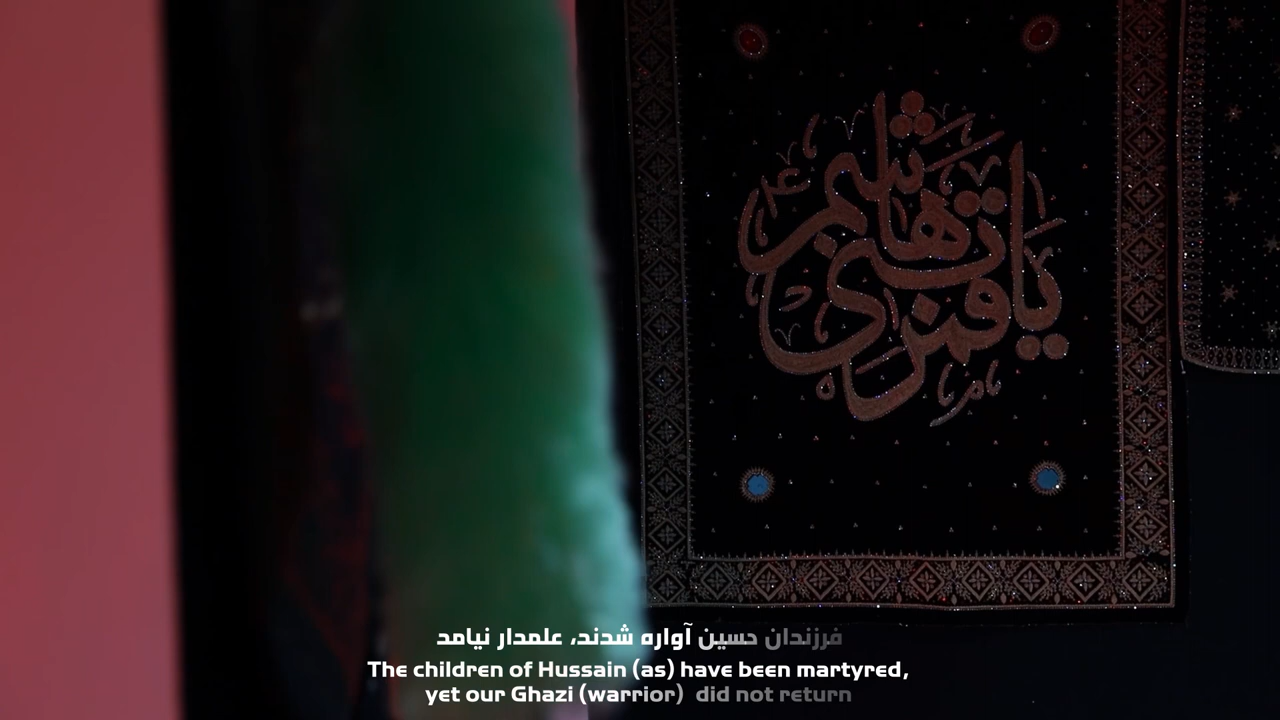 یا قمر بنی هاشم ع
فرزندان حسین آواره شدند، علمدار نیامد
The children of Hussain (as) have been martyred,
yet our Ghazi (warrior) did not return